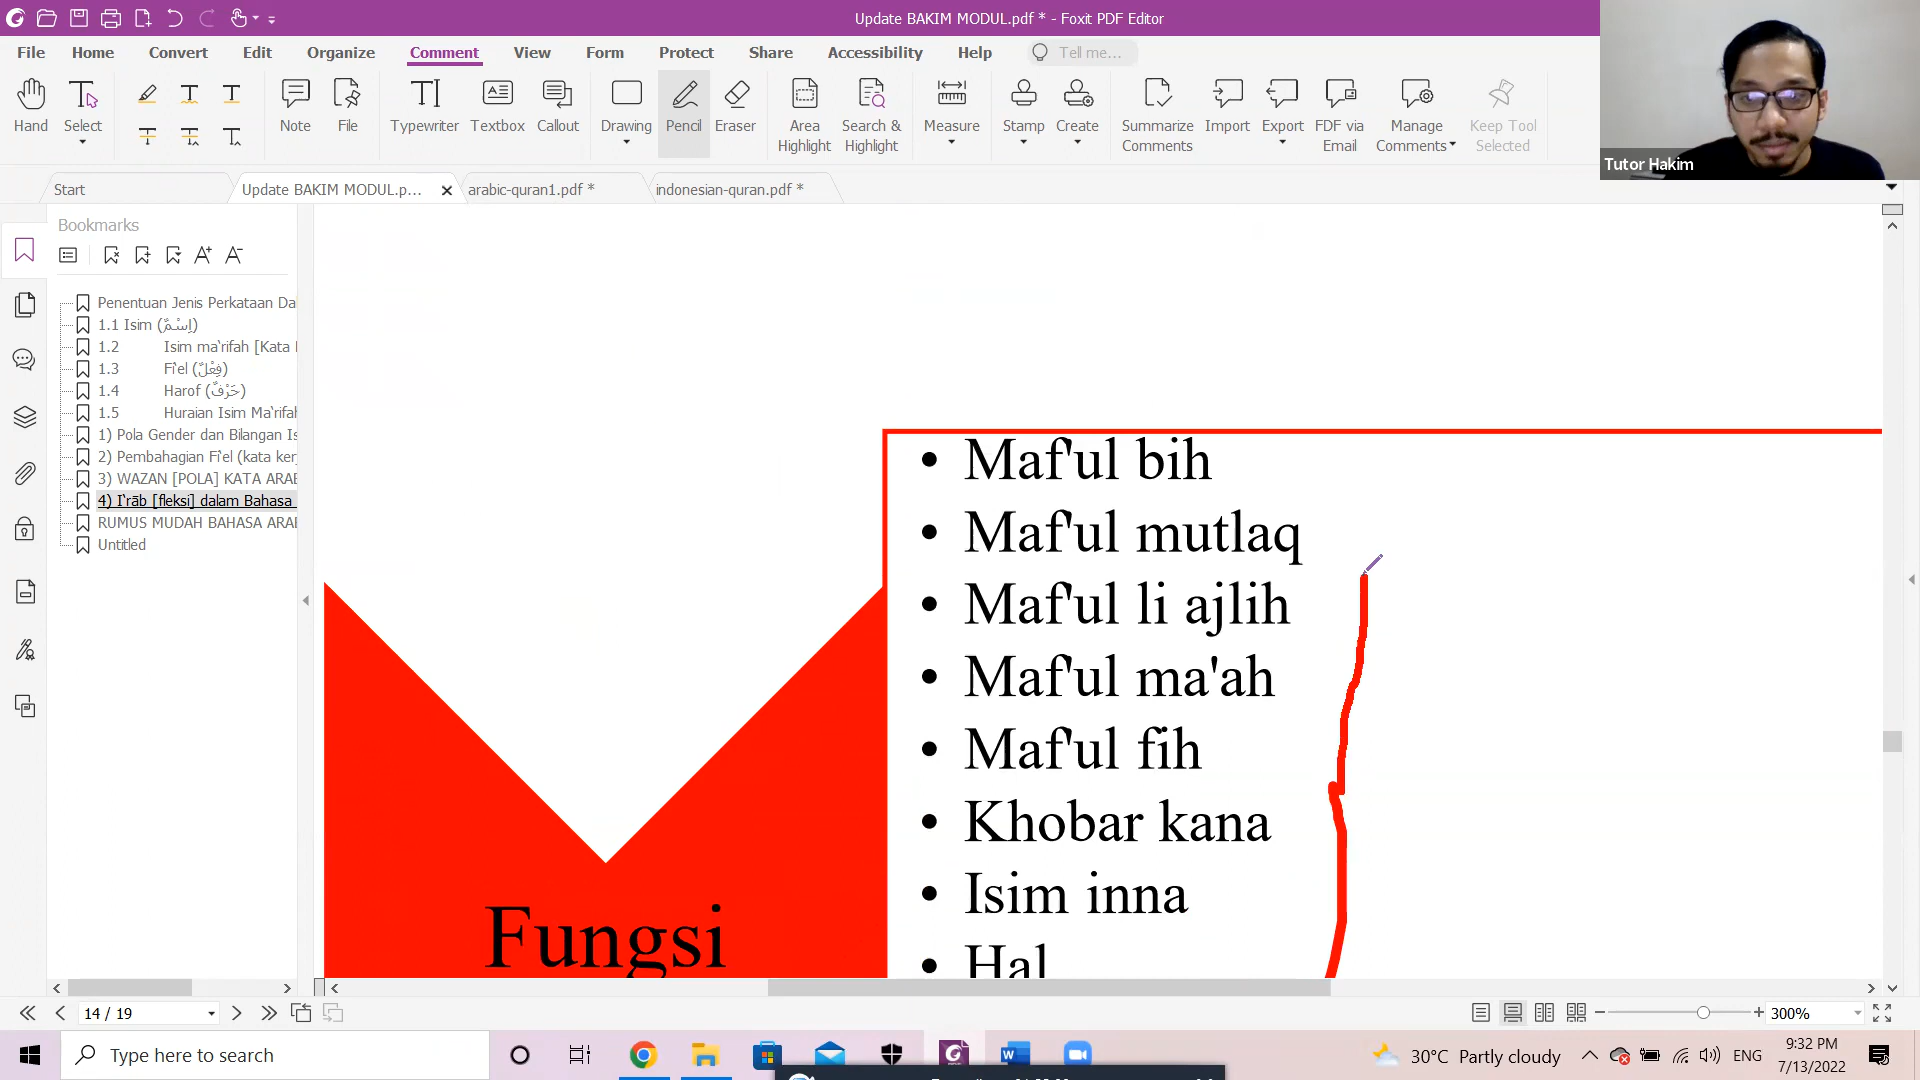 Update BAKIM MODUL.pdf * - Foxit PDF Editor
File Home Convert Edit Organize Comment View Form Protect Share Accessibility Help Tell me...
Hand Select Note File Typewriter Textbox Callout Drawing Pencil Eraser Area Highlight Search & Highlight Measure Stamp Create Summarize Comments Import Export FDF via Email Manage Comments Keep Tool Selected
Tutor Hakim
Start Update BAKIM MODUL.p... arabic-quran1.pdf * indonesian-quran.pdf *
Bookmarks
Penentuan Jenis Perkataan Da
1.1 Isim (اِسْمٌ)
1.2 Isim ma'rifah [Kata
1.3 Fi'el (فِعْلٌ)
1.4 Harof (حَرْفٌ)
1.5 Huraian Isim Ma'rifah
1) Pola Gender dan Bilangan Is
2) Pembahagian Fi'el (kata ker
3) WAZAN [POLA] KATA ARAB
4) I'rāb [fleksi] dalam Bahasa
RUMUS MUDAH BAHASA ARAB
Untitled
• Maf'ul bih
• Maf'ul mutlaq
• Maf'ul li ajlih
• Maf'ul ma'ah
• Maf'ul fih
• Khobar kana
• Isim inna
• Hal
Fungsi
14 / 19
300%
Type here to search
30°C Partly cloudy
ENG
9:32 PM
7/13/2022